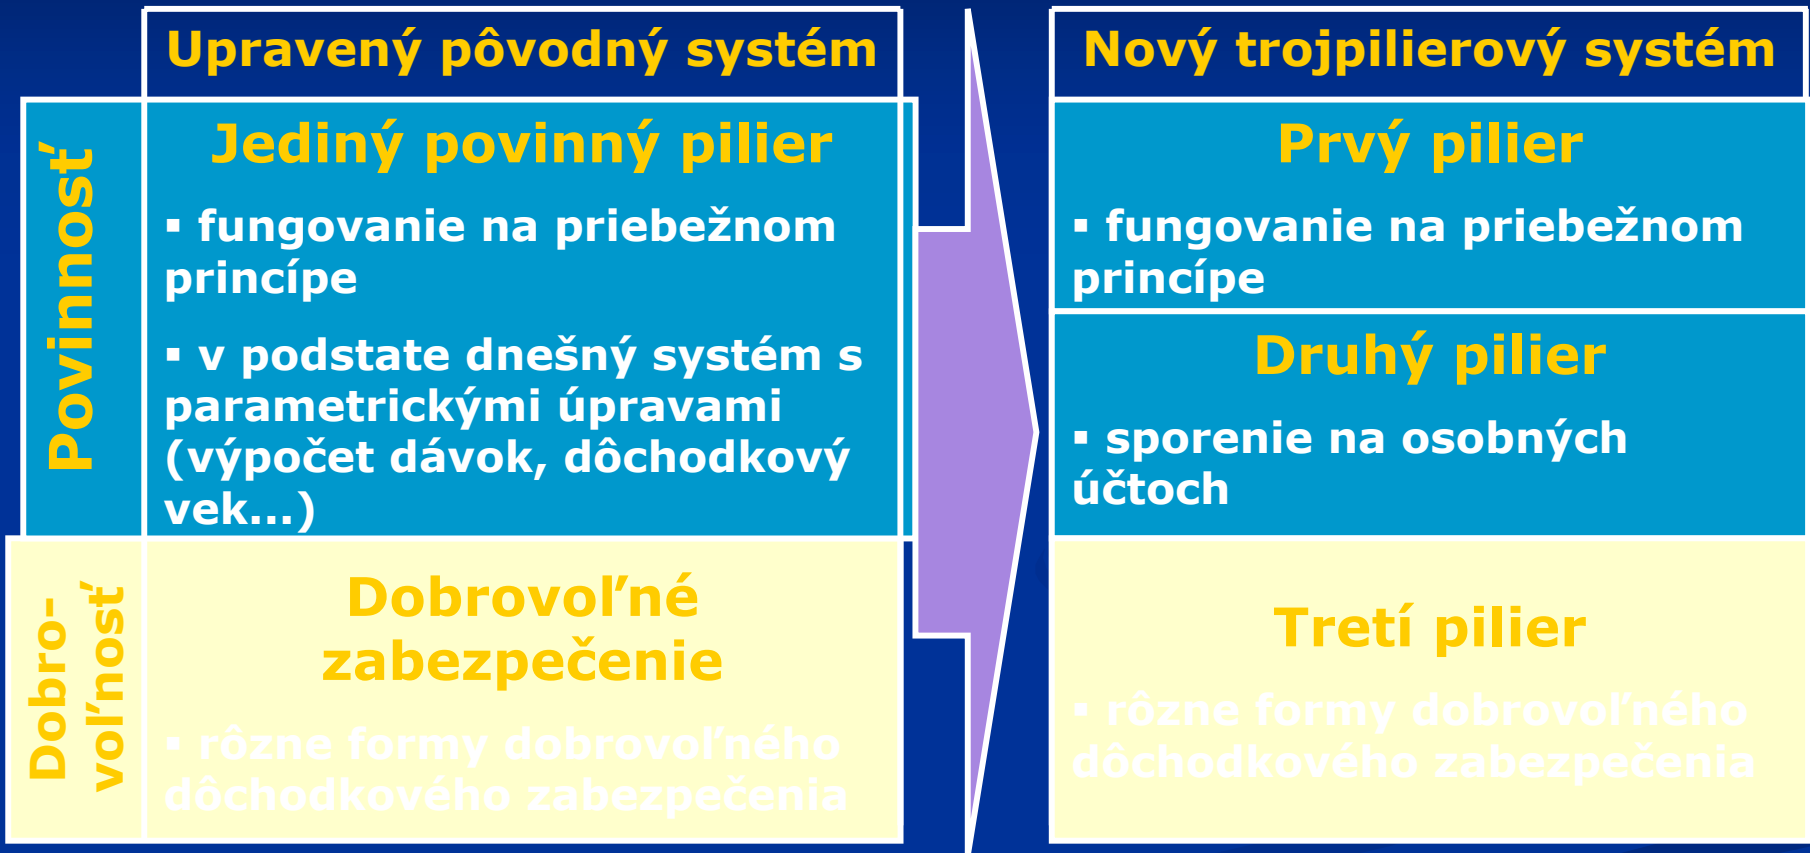 Upravený pôvodný systém
Nový trojpilierový systém
Povinnosť
Jediný povinný pilier
▪ fungovanie na priebežnom
princípe
▪ v podstate dnešný systém s
parametrickými úpravami
(výpočet dávok, dôchodkový
vek...)
Prvý pilier
▪ fungovanie na priebežnom
princípe
Druhý pilier
▪ sporenie na osobných
účtoch
Dobro-
voľnosť
Dobrovoľné
zabezpečenie
▪ rôzne formy dobrovoľného
dôchodkového zabezpečenia
Tretí pilier
▪ rôzne formy dobrovoľného
dôchodkového zabezpečenia